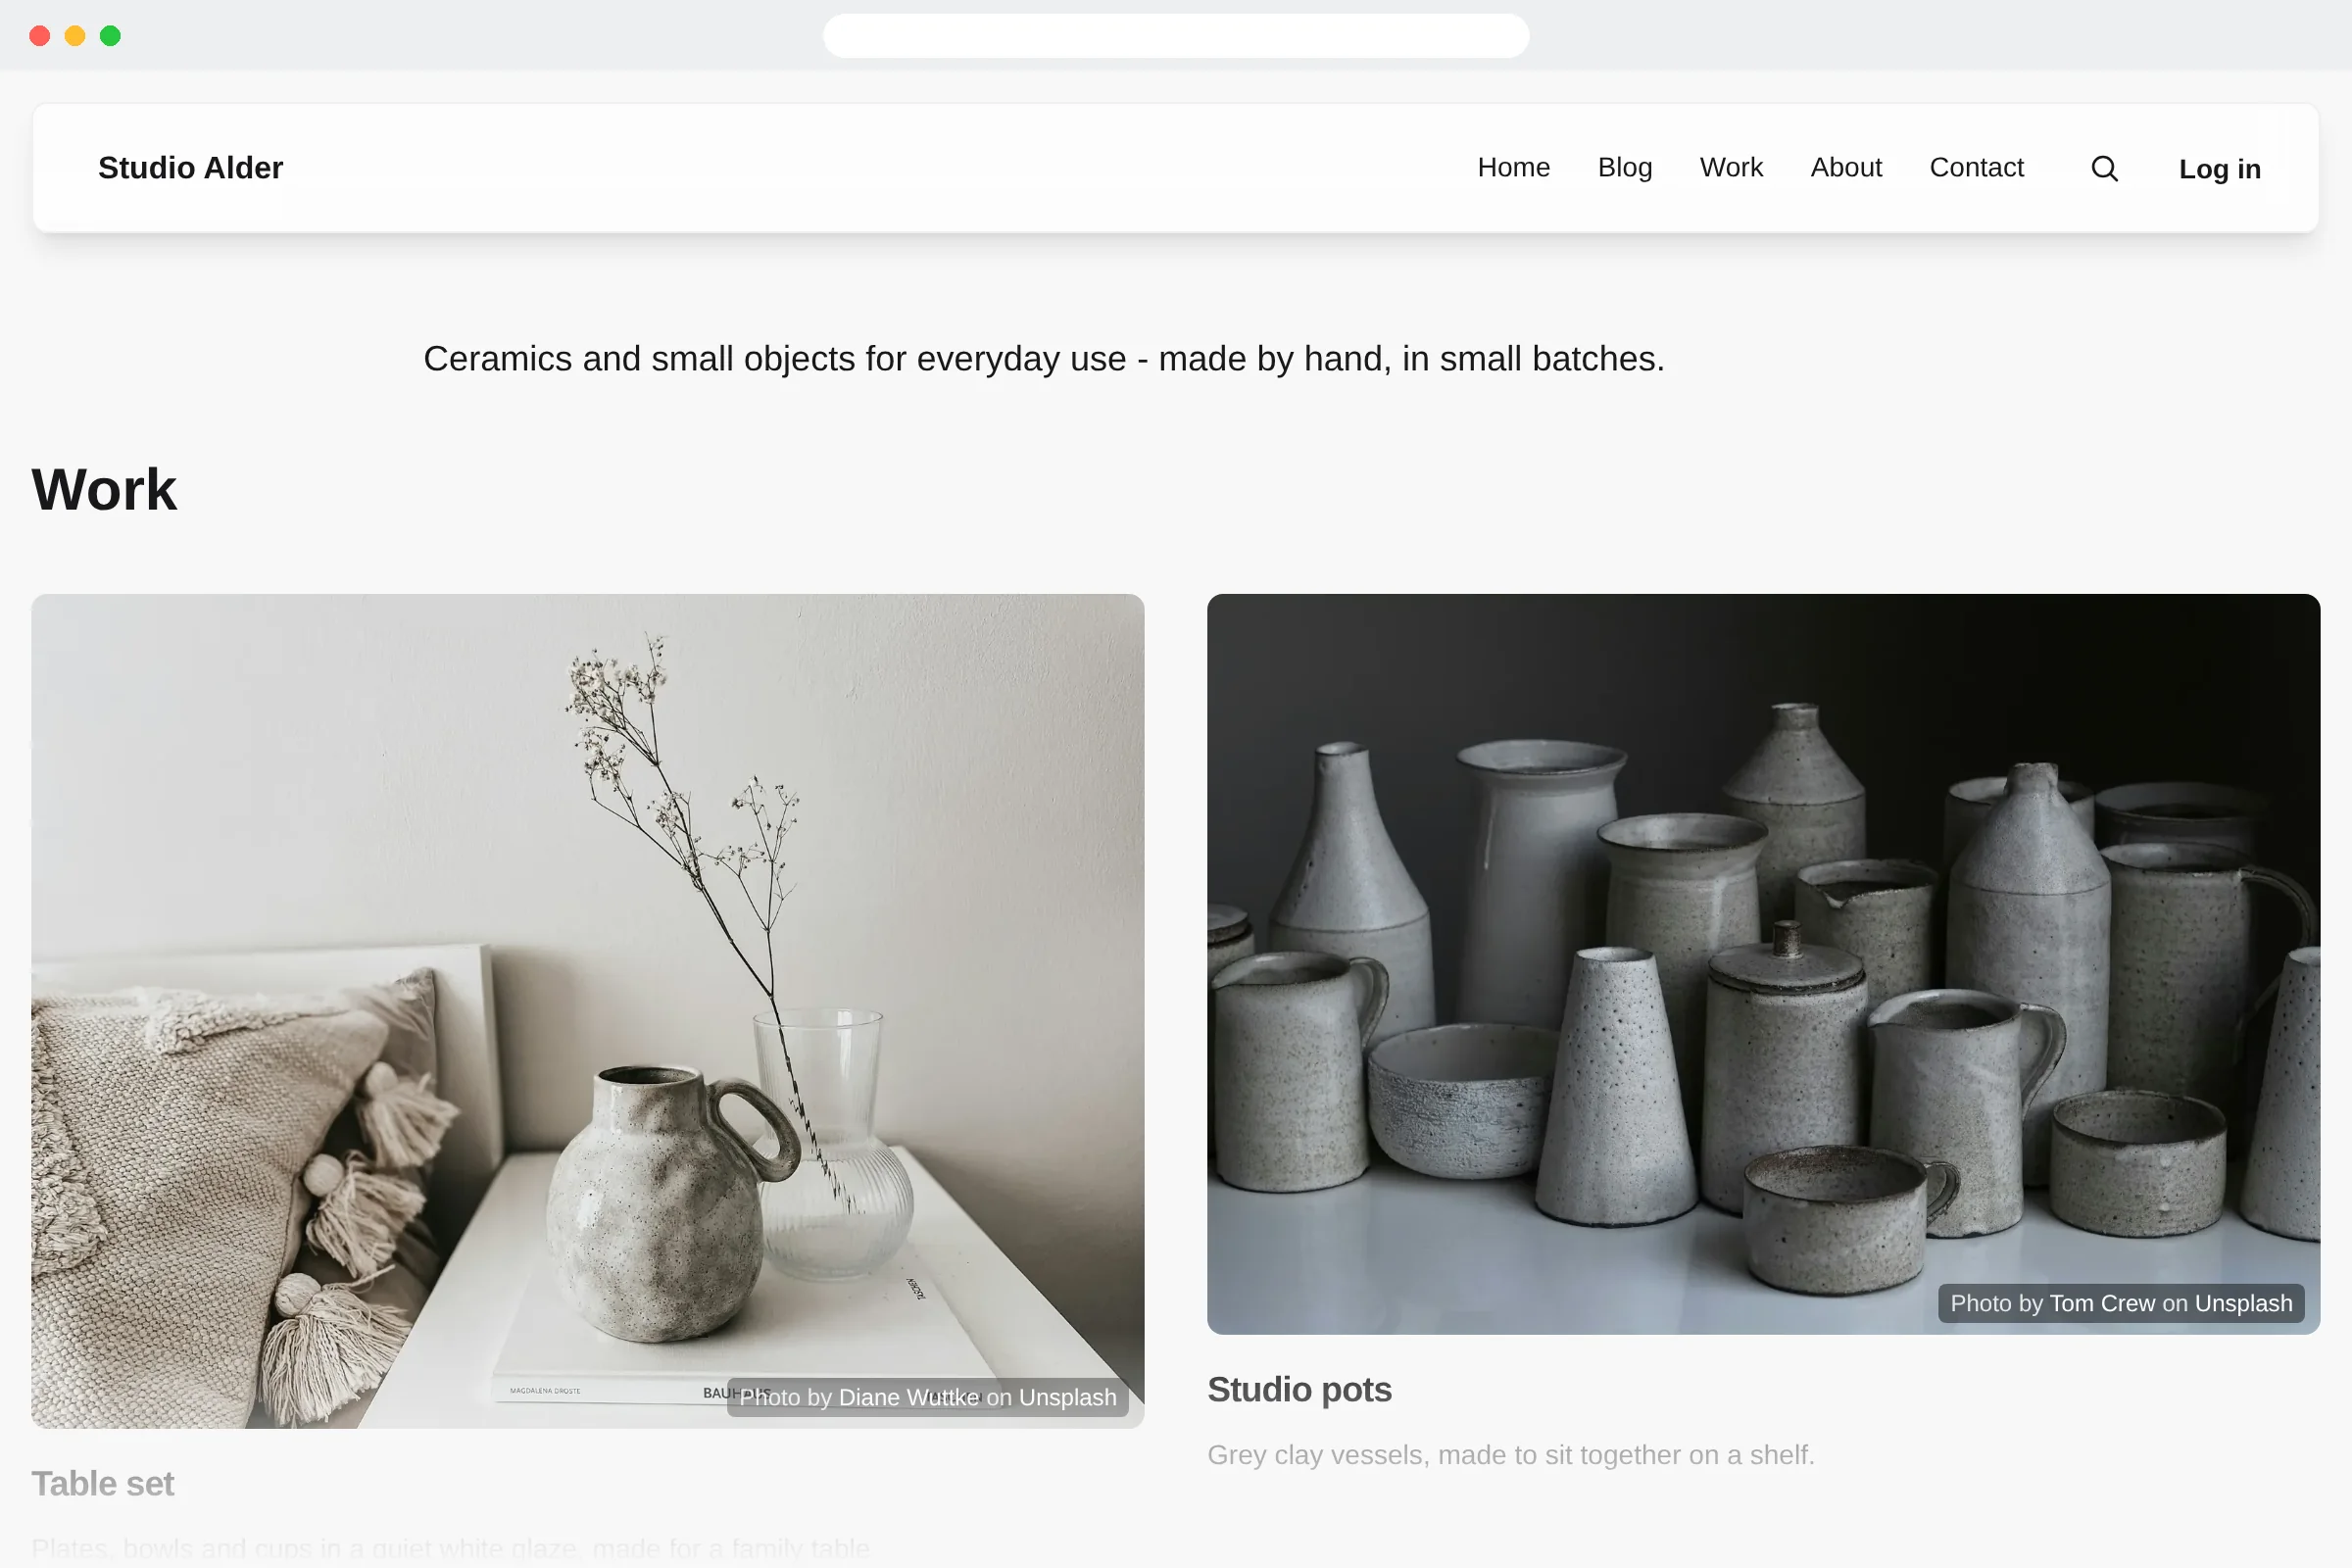 Studio Alder
Home Blog Work About Contact Log in
Ceramics and small objects for everyday use - made by hand, in small batches.
Work
MAGDALENA DROSTE
Photo by Diane Wuttke on Unsplash
Table set
Plates, bowls and cups in a quiet white glaze, made for a family table
Photo by Tom Crew on Unsplash
Studio pots
Grey clay vessels, made to sit together on a shelf.